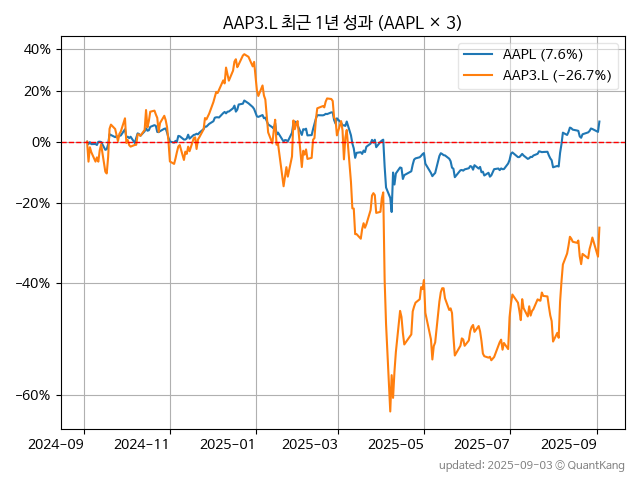 AAP3.L 최근 1년 성과 (AAPL × 3)
AAPL (7.6%)
AAP3.L (−26.7%)
40%
20%
0%
−20%
−40%
−60%
2024-09 2024-11 2025-01 2025-03 2025-05 2025-07 2025-09
updated: 2025-09-03 © QuantKang